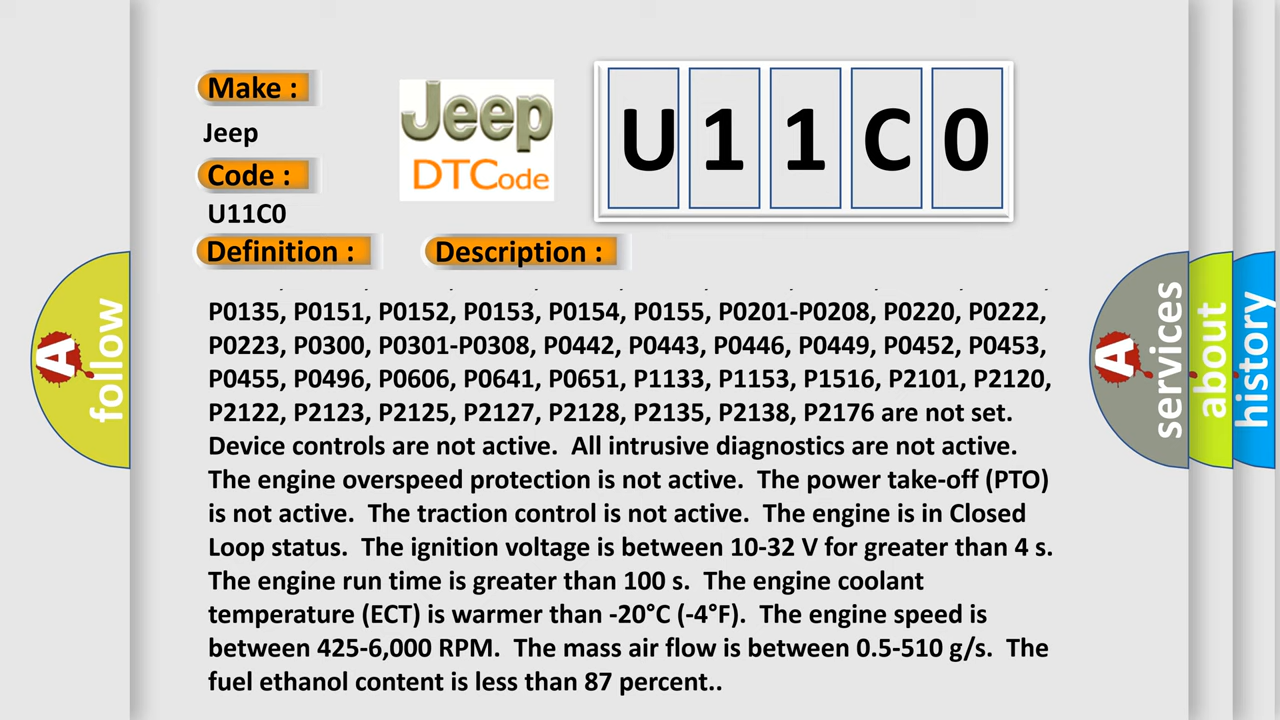 Make :
Jeep
Code :
U11C0
Definition :
Description :
Jeep
DTCode
U11C0
P0135, P0151, P0152, P0153, P0154, P0155, P0201-P0208, P0220, P0222,
P0223, P0300, P0301-P0308, P0442, P0443, P0446, P0449, P0452, P0453,
P0455, P0496, P0606, P0641, P0651, P1133, P1153, P1516, P2101, P2120,
P2122, P2123, P2125, P2127, P2128, P2135, P2138, P2176 are not set.
Device controls are not active. All intrusive diagnostics are not active.
The engine overspeed protection is not active. The power take-off (PTO)
is not active. The traction control is not active. The engine is in Closed
Loop status. The ignition voltage is between 10-32 V for greater than 4 s.
The engine run time is greater than 100 s. The engine coolant
temperature (ECT) is warmer than -20°C (-4°F). The engine speed is
between 425-6,000 RPM. The mass air flow is between 0.5-510 g/s. The
fuel ethanol content is less than 87 percent..
A
follow
A
services
about
history